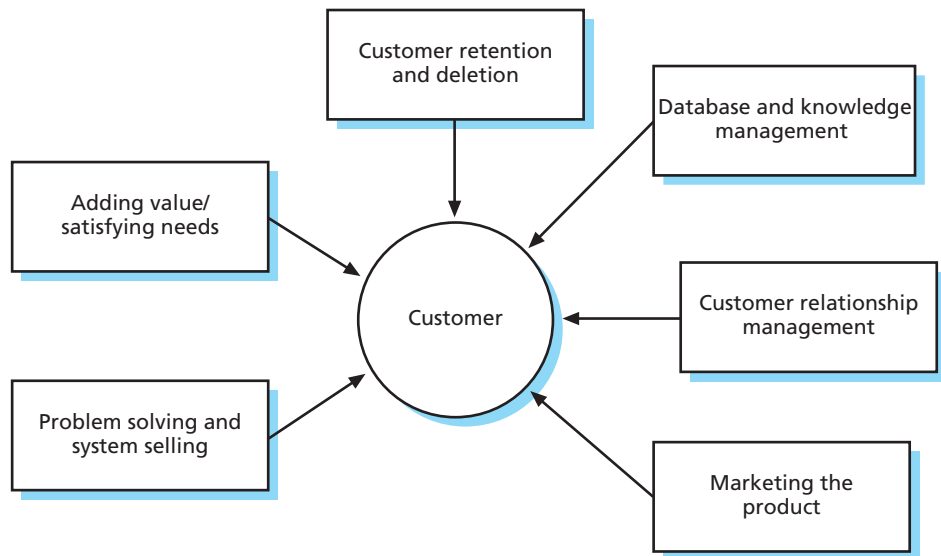 Customer retention
and deletion
Database and knowledge
management
Adding value/
satisfying needs
Customer
Customer relationship
management
Problem solving and
system selling
Marketing the
product